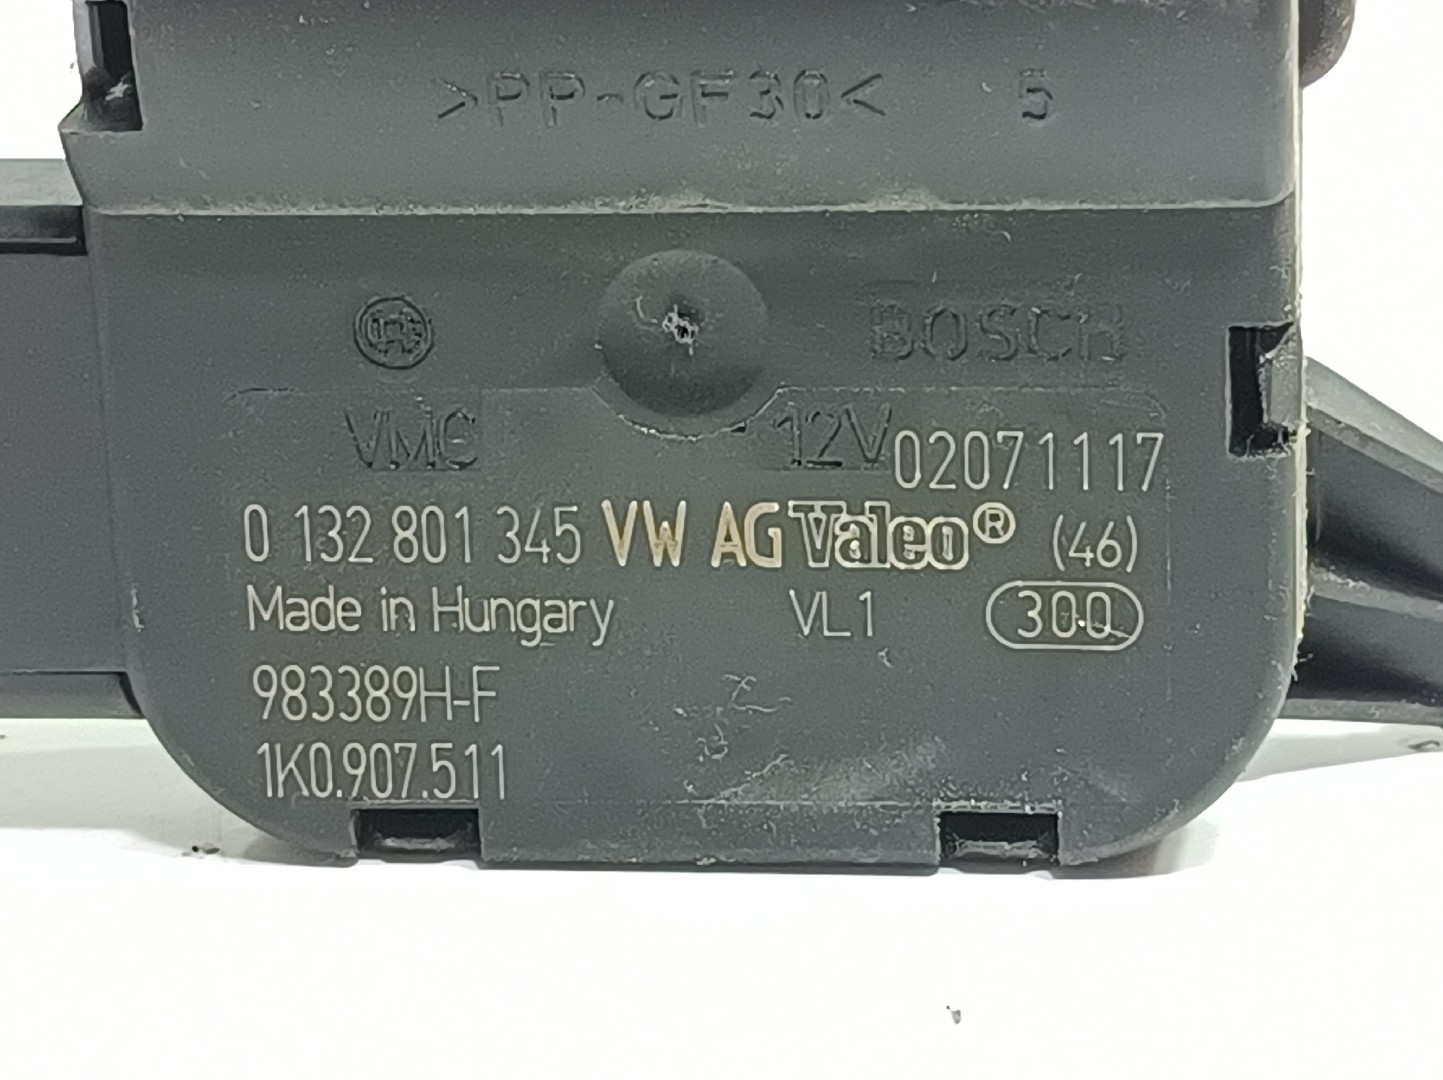 >PP-GF30< 5
BOSCH
VMC 12V 02071117
0 132 801 345 VW AG Valeo® (46)
Made in Hungary VL1 300
983389H-F
1K0.907.511